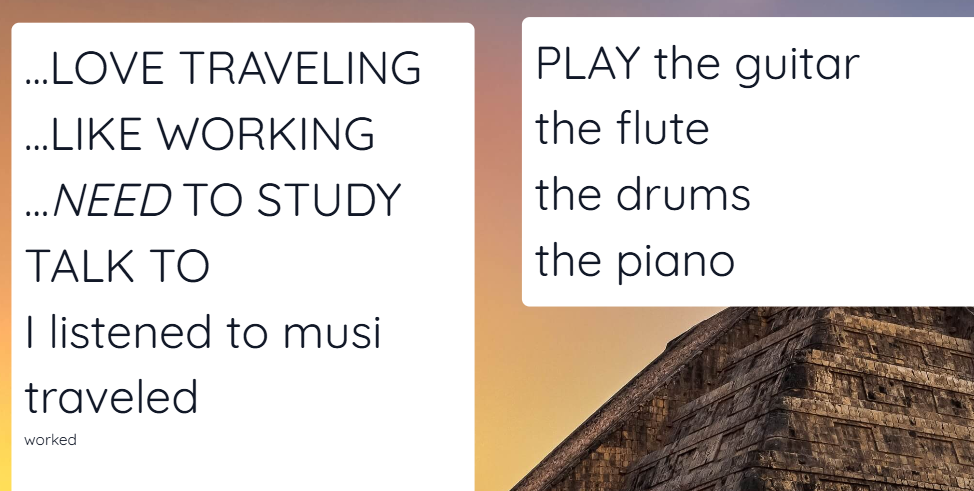 ...LOVE TRAVELING
...LIKE WORKING
...NEED TO STUDY
TALK TO
I listened to musi
traveled
worked
PLAY the guitar
the flute
the drums
the piano